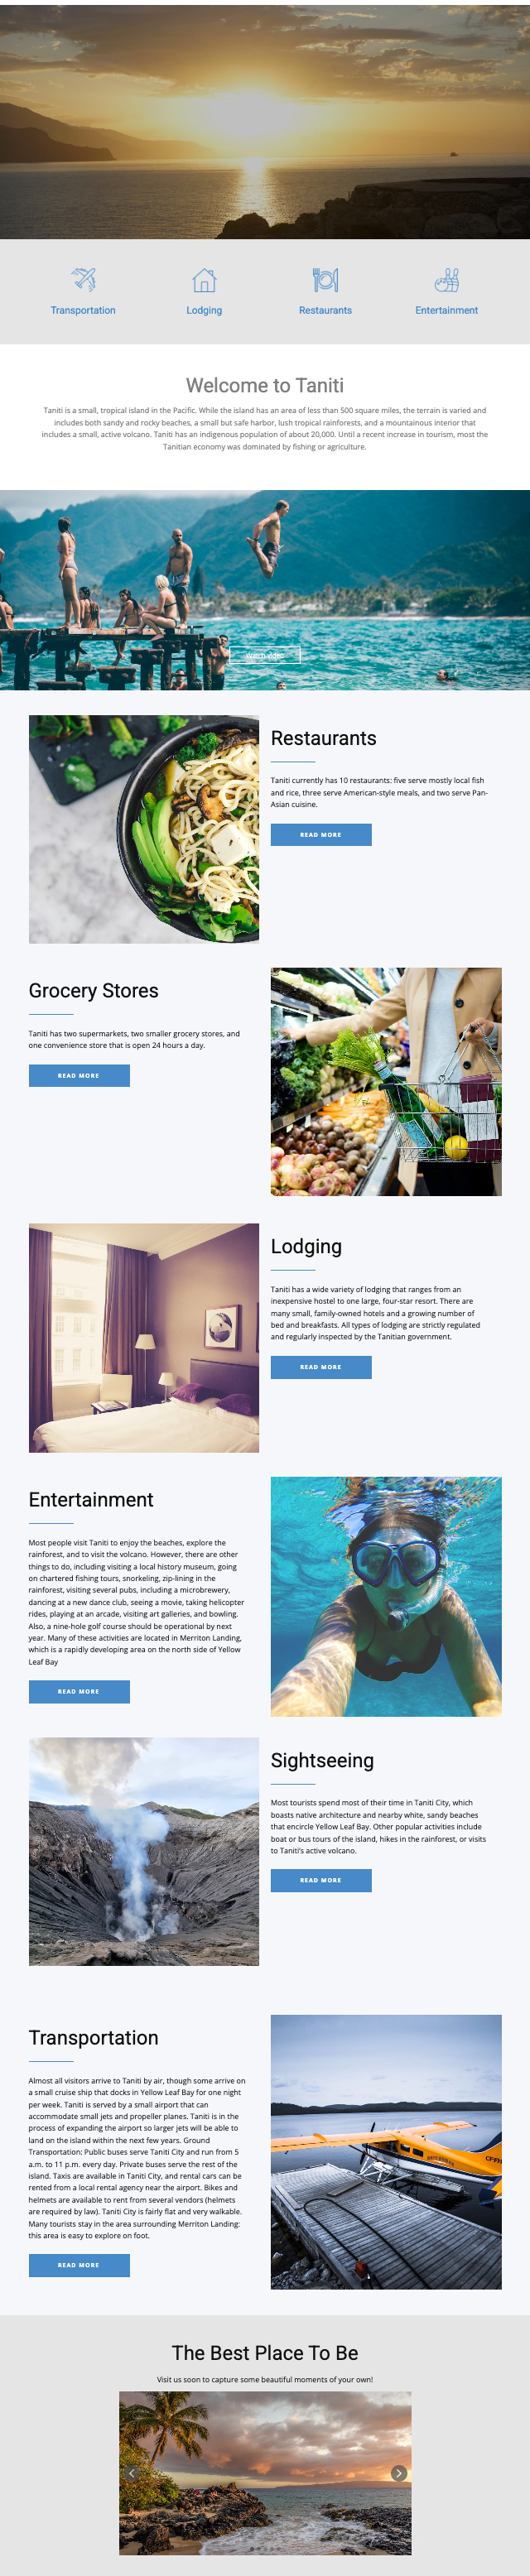 Transportation
Lodging
Restaurants
Entertainment
Welcome to Taniti
Taniti is a small, tropical island in the Pacific. While the island has an area of less than 500 square miles, the terrain is varied and
includes both sandy and rocky beaches, a small but safe harbor, lush tropical rainforests, and a mountainous interior that
includes a small, active volcano. Taniti has an indigenous population of about 20,000. Until a recent increase in tourism, most the
Tanitian economy was dominated by fishing or agriculture.
Watch Video
Restaurants
Taniti currently has 10 restaurants: five serve mostly local fish
and rice, three serve American-style meals, and two serve Pan-
Asian cuisine.
READ MORE
Grocery Stores
Taniti has two supermarkets, two smaller grocery stores, and
one convenience store that is open 24 hours a day.
READ MORE
Lodging
Taniti has a wide variety of lodging that ranges from an
inexpensive hostel to one large, four-star resort. There are
many small, family-owned hotels and a growing number of
bed and breakfasts. All types of lodging are strictly regulated
and regularly inspected by the Tanitian government.
READ MORE
Entertainment
Most people visit Taniti to enjoy the beaches, explore the
rainforest, and to visit the volcano. However, there are other
things to do, including visiting a local history museum, going
on chartered fishing tours, snorkeling, zip-lining in the
rainforest, visiting several pubs, including a microbrewery,
dancing at a new dance club, seeing a movie, taking helicopter
rides, playing at an arcade, visiting art galleries, and bowling.
Also, a nine-hole golf course should be operational by next
year. Many of these activities are located in Merriton Landing,
which is a rapidly developing area on the north side of Yellow
Leaf Bay
READ MORE
Sightseeing
Most tourists spend most of their time in Taniti City, which
boasts native architecture and nearby white, sandy beaches
that encircle Yellow Leaf Bay. Other popular activities include
boat or bus tours of the island, hikes in the rainforest, or visits
to Taniti's active volcano.
READ MORE
Transportation
Almost all visitors arrive to Taniti by air, though some arrive on
a small cruise ship that docks in Yellow Leaf Bay for one night
per week. Taniti is served by a small airport that can
accommodate small jets and propeller planes. Taniti is in the
process of expanding the airport so larger jets will be able to
land on the island within the next few years. Ground
Transportation: Public buses serve Taniti City and run from 5
a.m. to 11 p.m. every day. Private buses serve the rest of the
island. Taxis are available in Taniti City, and rental cars can be
rented from a local rental agency near the airport. Bikes and
helmets are available to rent from several vendors (helmets
are required by law). Taniti City is fairly flat and very walkable.
Many tourists stay in the area surrounding Merriton Landing;
this area is easy to explore on foot.
READ MORE
The Best Place To Be
Visit us soon to capture some beautiful moments of your own!